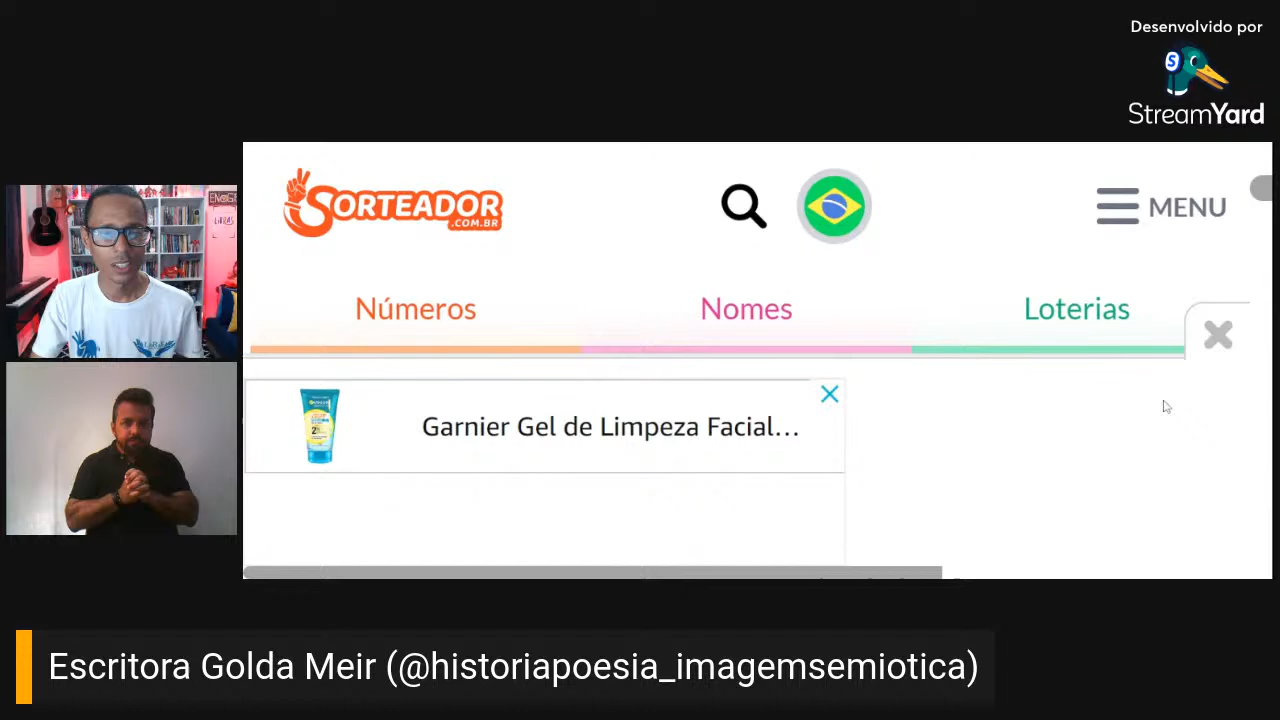 Desenvolvido por
StreamYard
SORTEADOR
.COM.BR
MENU
Números
Nomes
Loterias
Garnier Gel de Limpeza Facial...
LIBRAS
Escritora Golda Meir (@historiapoesia_imagemsemiotica)